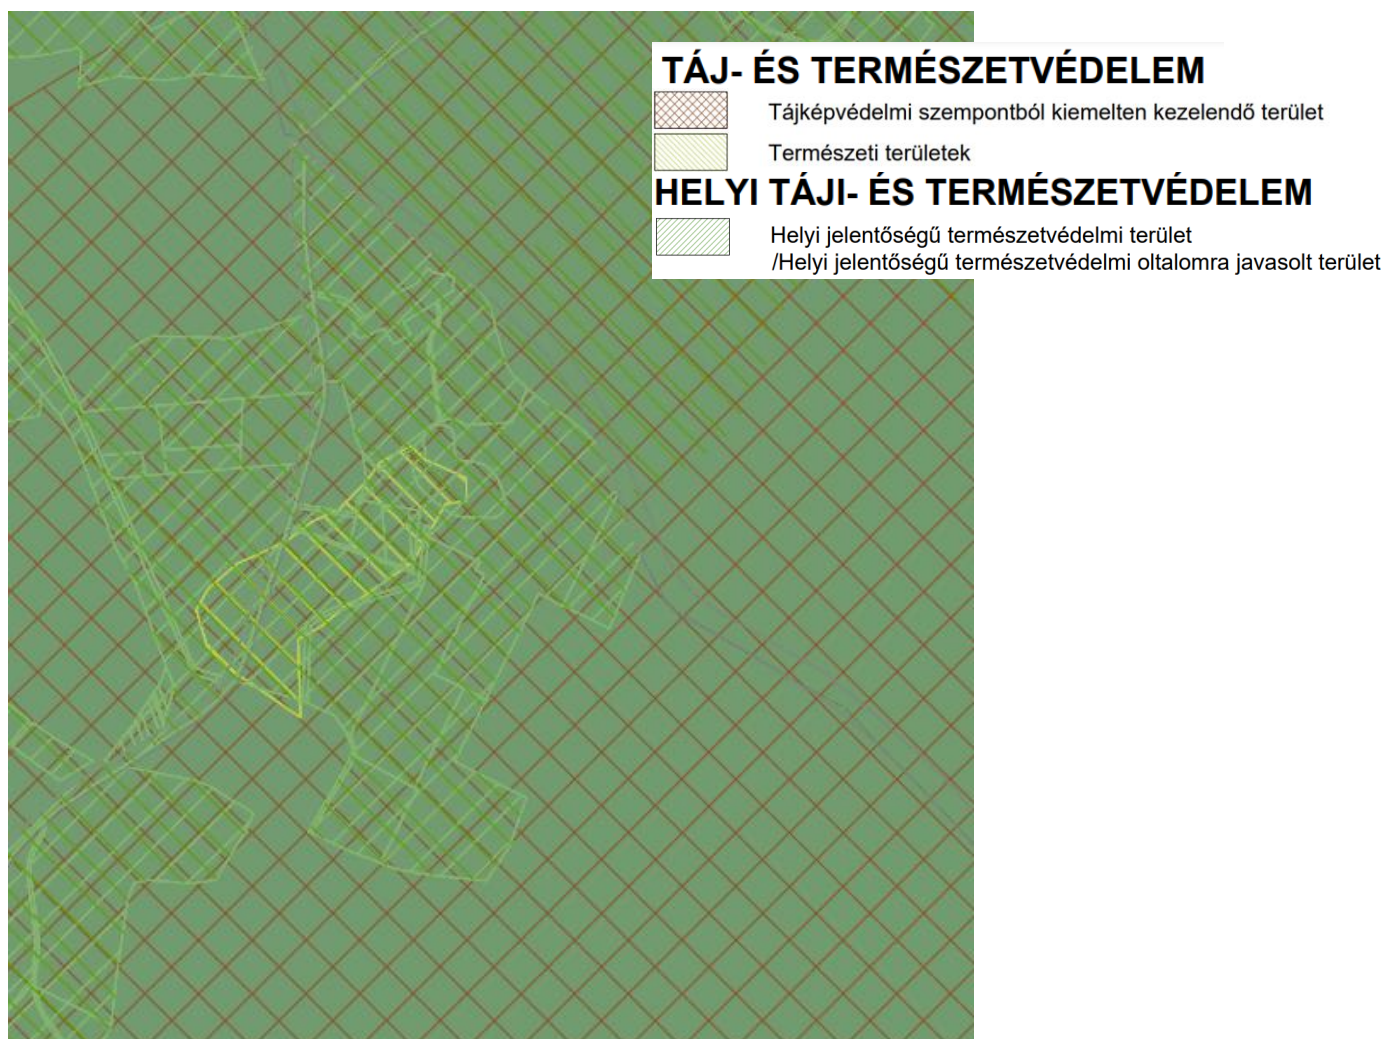 TÁJ- ÉS TERMÉSZETVÉDELEM
Tájképvédelmi szempontból kiemelten kezelendő terület
Természeti területek
HELYI TÁJI- ÉS TERMÉSZETVÉDELEM
Helyi jelentőségű természetvédelmi terület
/Helyi jelentőségű természetvédelmi oltalomra javasolt terület